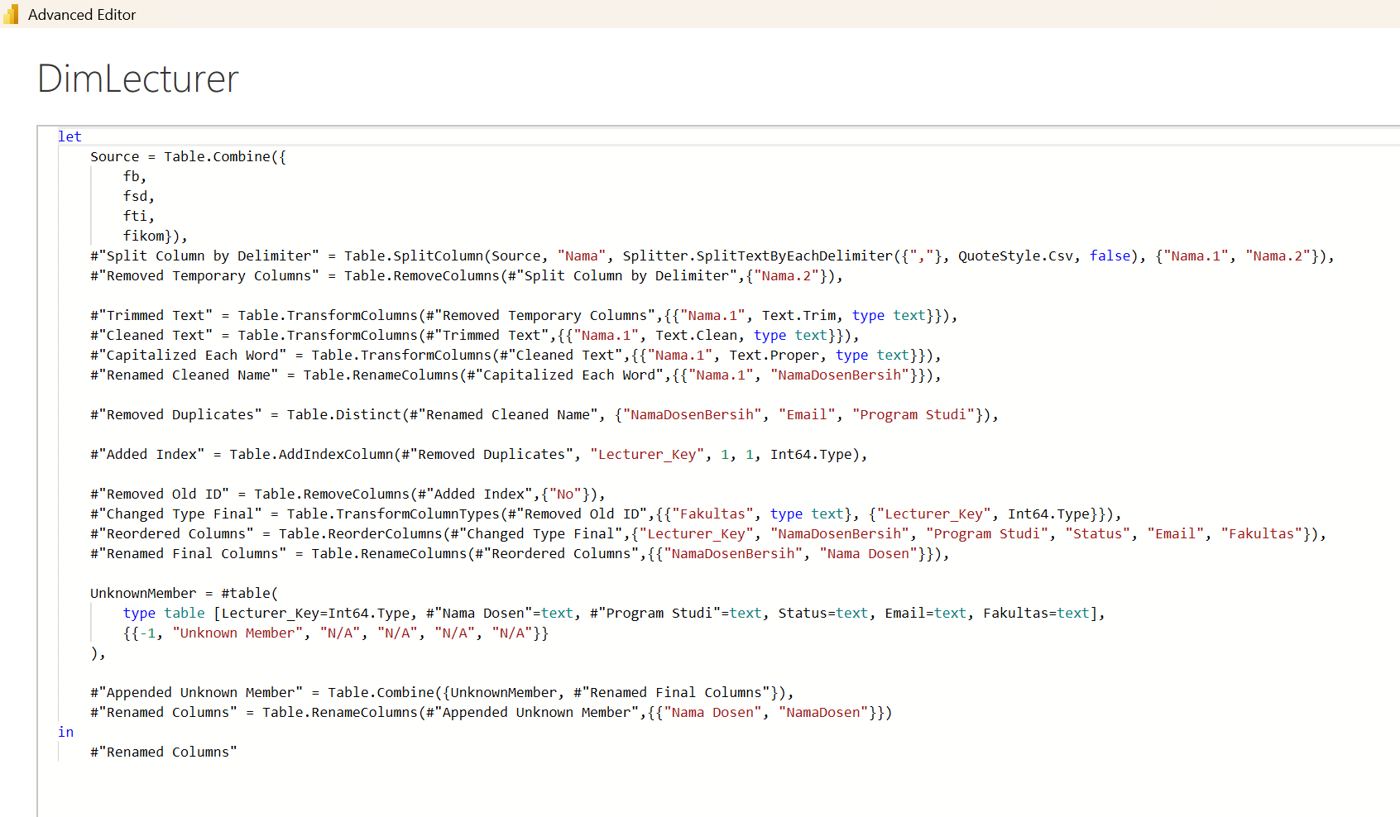 Advanced Editor
DimLecturer
let
    Source = Table.Combine({
        fb,
        fsd,
        fti,
        fikom}),
    #"Split Column by Delimiter" = Table.SplitColumn(Source, "Nama", Splitter.SplitTextByEachDelimiter({","}, QuoteStyle.Csv, false), {"Nama.1", "Nama.2"}),
    #"Removed Temporary Columns" = Table.RemoveColumns(#"Split Column by Delimiter",{"Nama.2"}),
    #"Trimmed Text" = Table.TransformColumns(#"Removed Temporary Columns",{{"Nama.1", Text.Trim, type text}}),
    #"Cleaned Text" = Table.TransformColumns(#"Trimmed Text",{{"Nama.1", Text.Clean, type text}}),
    #"Capitalized Each Word" = Table.TransformColumns(#"Cleaned Text",{{"Nama.1", Text.Proper, type text}}),
    #"Renamed Cleaned Name" = Table.RenameColumns(#"Capitalized Each Word",{{"Nama.1", "NamaDosenBersih"}}),
    #"Removed Duplicates" = Table.Distinct(#"Renamed Cleaned Name", {"NamaDosenBersih", "Email", "Program Studi"}),
    #"Added Index" = Table.AddIndexColumn(#"Removed Duplicates", "Lecturer_Key", 1, 1, Int64.Type),
    #"Removed Old ID" = Table.RemoveColumns(#"Added Index",{"No"}),
    #"Changed Type Final" = Table.TransformColumnTypes(#"Removed Old ID",{{"Fakultas", type text}, {"Lecturer_Key", Int64.Type}}),
    #"Reordered Columns" = Table.ReorderColumns(#"Changed Type Final",{"Lecturer_Key", "NamaDosenBersih", "Program Studi", "Status", "Email", "Fakultas"}),
    #"Renamed Final Columns" = Table.RenameColumns(#"Reordered Columns",{{"NamaDosenBersih", "Nama Dosen"}}),
    UnknownMember = #table(
        type table [Lecturer_Key=Int64.Type, #"Nama Dosen"=text, #"Program Studi"=text, Status=text, Email=text, Fakultas=text],
        {{-1, "Unknown Member", "N/A", "N/A", "N/A", "N/A"}}
    ),
    #"Appended Unknown Member" = Table.Combine({UnknownMember, #"Renamed Final Columns"}),
    #"Renamed Columns" = Table.RenameColumns(#"Appended Unknown Member",{{"Nama Dosen", "NamaDosen"}})
in
    #"Renamed Columns"